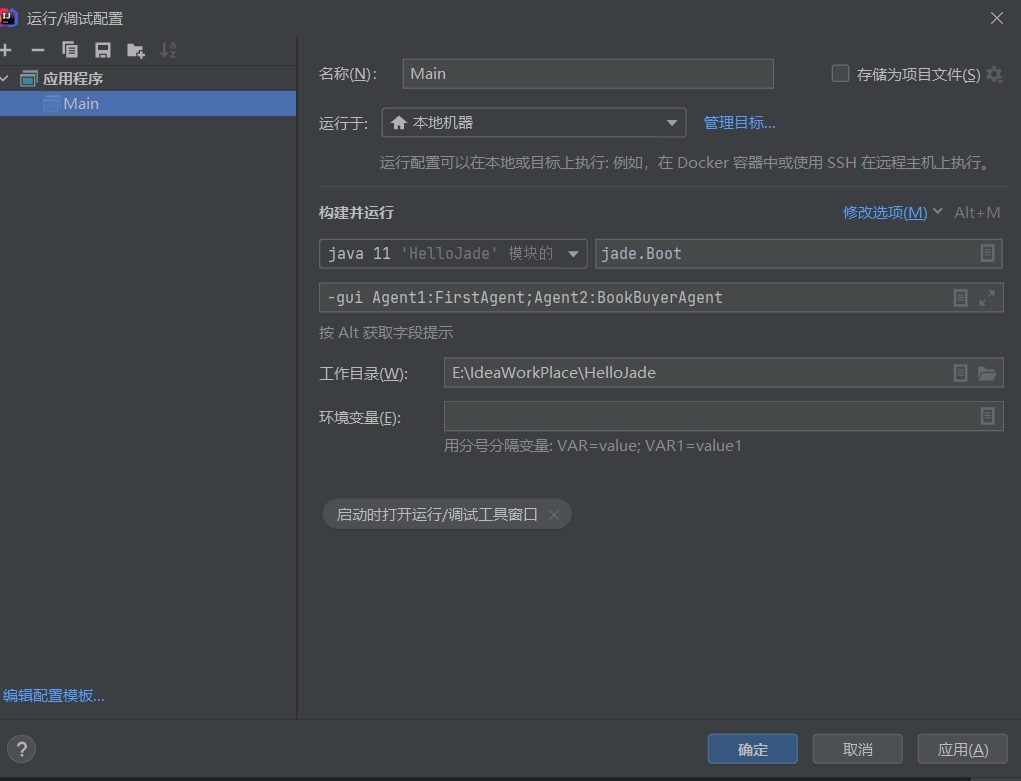 运行/调试配置
应用程序
Main
名称(N):
Main
存储为项目文件(S)
运行于:
本地机器
管理目标...
运行配置可以在本地或目标上执行: 例如，在 Docker 容器中或使用 SSH 在远程主机上执行。
构建并运行
修改选项(M)
Alt+M
java 11 'HelloJade' 模块的
jade.Boot
-gui Agent1:FirstAgent;Agent2:BookBuyerAgent
按 Alt 获取字段提示
工作目录(W):
E:\IdeaWorkPlace\HelloJade
环境变量(E):
用分号分隔变量: VAR=value; VAR1=value1
启动时打开运行/调试工具窗口
编辑配置模板...
?
确定
取消
应用(A)